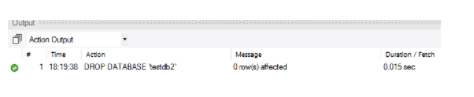 Output
Action Output
# Time Action Message Duration / Fetch
1 18:19:38 DROP DATABASE `testdb2` 0 row(s) affected 0.015 sec